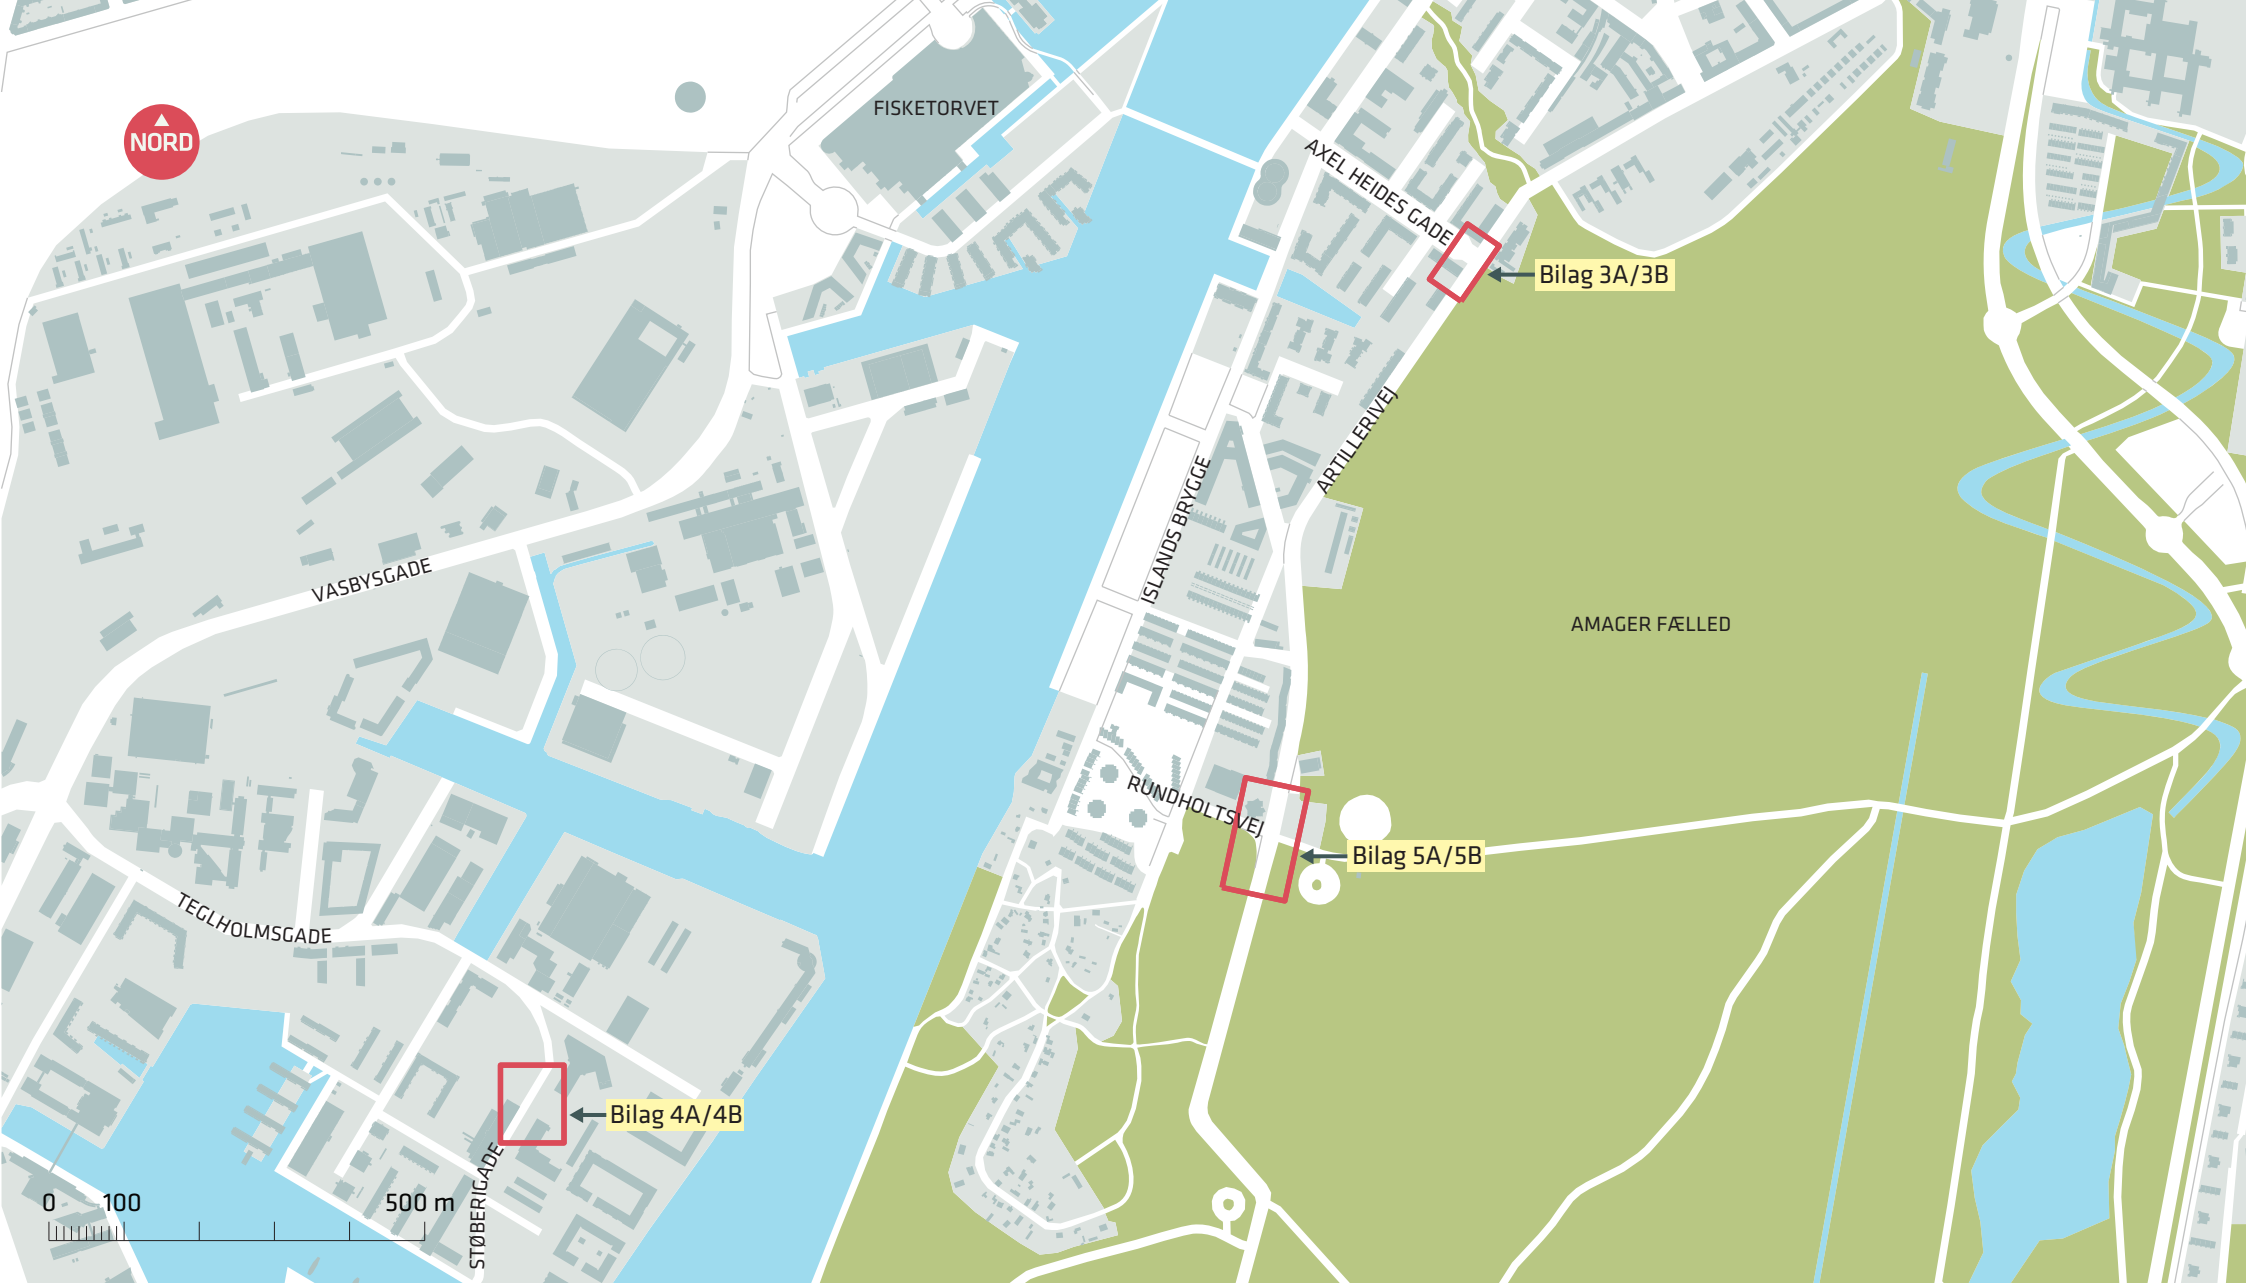 FISKETORVET
NORD
AXEL HEIDES GADE
Bilag 3A/3B
ARTILLERIVEJ
ISLANDS BRYGGE
VASBYSGADE
AMAGER FÆLLED
RUNDHOLTSVEJ
Bilag 5A/5B
TEGLHOLMSGADE
Bilag 4A/4B
STØBERIGADE
0 100 500 m